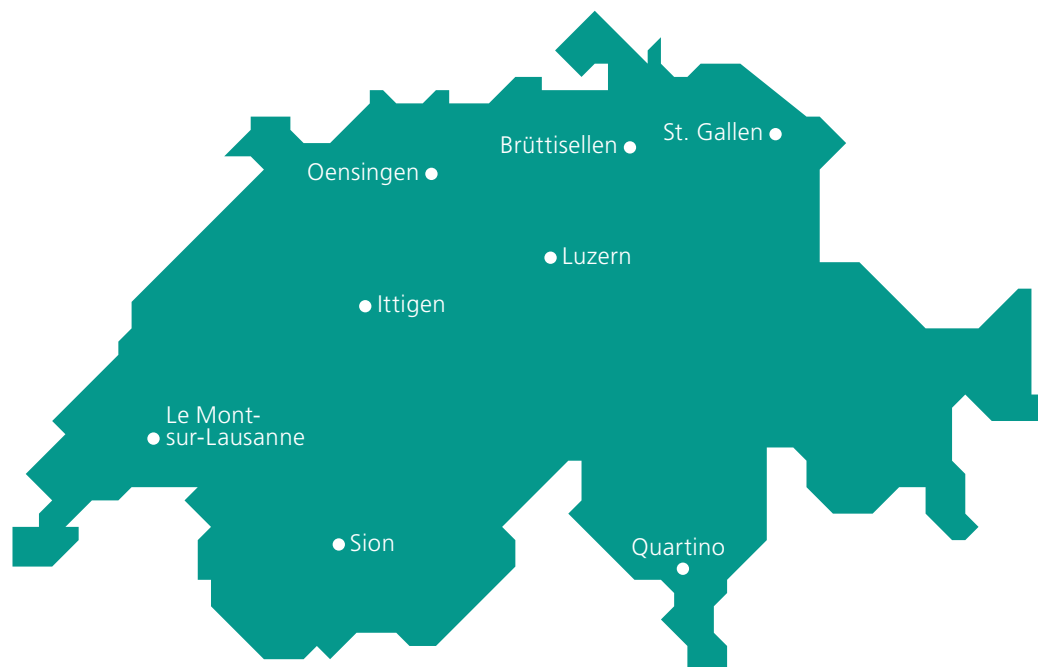 St. Gallen
Brüttisellen
Oensingen
Luzern
Ittigen
Le Mont-
sur-Lausanne
Sion
Quartino